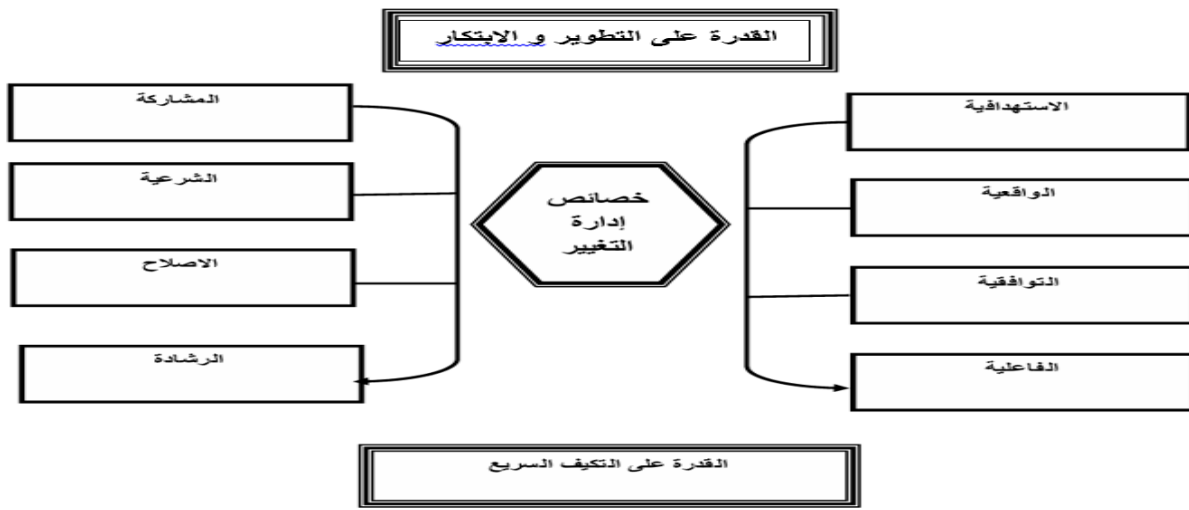 القدرة على التطوير و الابتكار
الاستهدافية
الواقعية
التوافقية
الفاعلية
خصائص
إدارة
التغيير
المشاركة
الشرعية
الاصلاح
الرشادة
القدرة على التكيف السريع